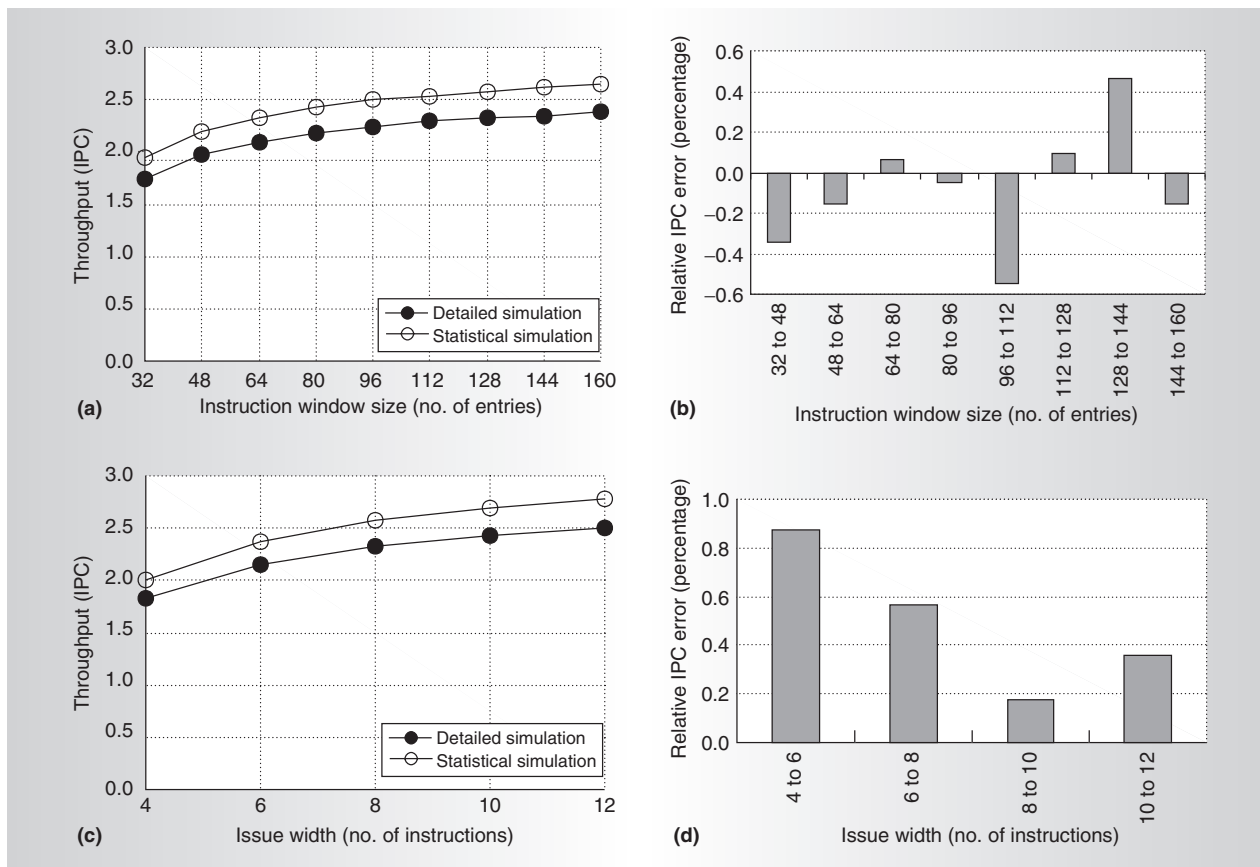 3.0
2.5
2.0
1.5
1.0
0.5
0.0
Throughput (IPC)
Detailed simulation
Statistical simulation
32 48 64 80 96 112 128 144 160
(a) Instruction window size (no. of entries)
0.6
0.4
0.2
0.0
−0.2
−0.4
−0.6
Relative IPC error (percentage)
32 to 48
48 to 64
64 to 80
80 to 96
96 to 112
112 to 128
128 to 144
144 to 160
(b) Instruction window size (no. of entries)
3.0
2.5
2.0
1.5
1.0
0.5
0.0
Throughput (IPC)
Detailed simulation
Statistical simulation
4 6 8 10 12
(c) Issue width (no. of instructions)
1.0
0.8
0.6
0.4
0.2
0.0
Relative IPC error (percentage)
4 to 6
6 to 8
8 to 10
10 to 12
(d) Issue width (no. of instructions)